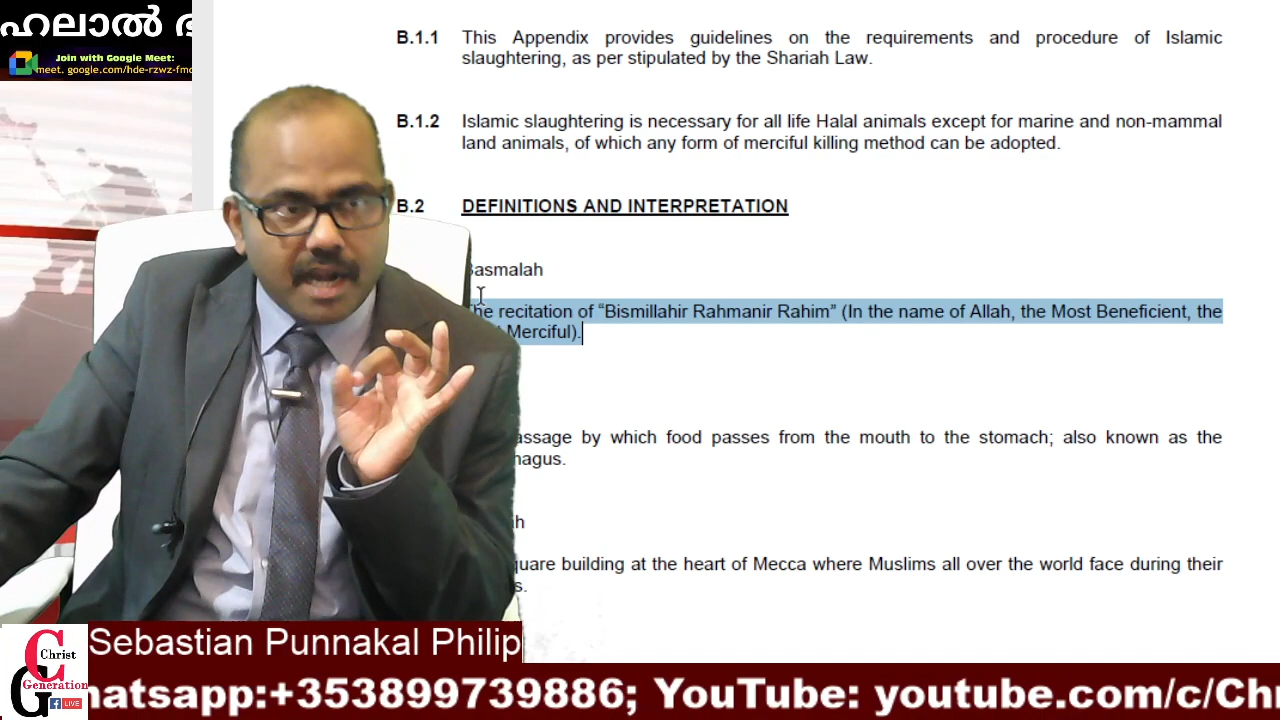 ഹലാൽ ഭ
Join with Google Meet:
meet. google.com/hde-rzwz-fmc
B.1.1 This Appendix provides guidelines on the requirements and procedure of Islamic
slaughtering, as per stipulated by the Shariah Law.
B.1.2 Islamic slaughtering is necessary for all life Halal animals except for marine and non-mammal
land animals, of which any form of merciful killing method can be adopted.
B.2 DEFINITIONS AND INTERPRETATION
Basmalah
The recitation of “Bismillahir Rahmanir Rahim” (In the name of Allah, the Most Beneficient, the
Merciful).
assage by which food passes from the mouth to the stomach; also known as the
hagus.
h
quare building at the heart of Mecca where Muslims all over the world face during their
s.
Sebastian Punnakal Philip
Christ
Generation
LIVE
hatsapp:+353899739886; YouTube: youtube.com/c/Ch